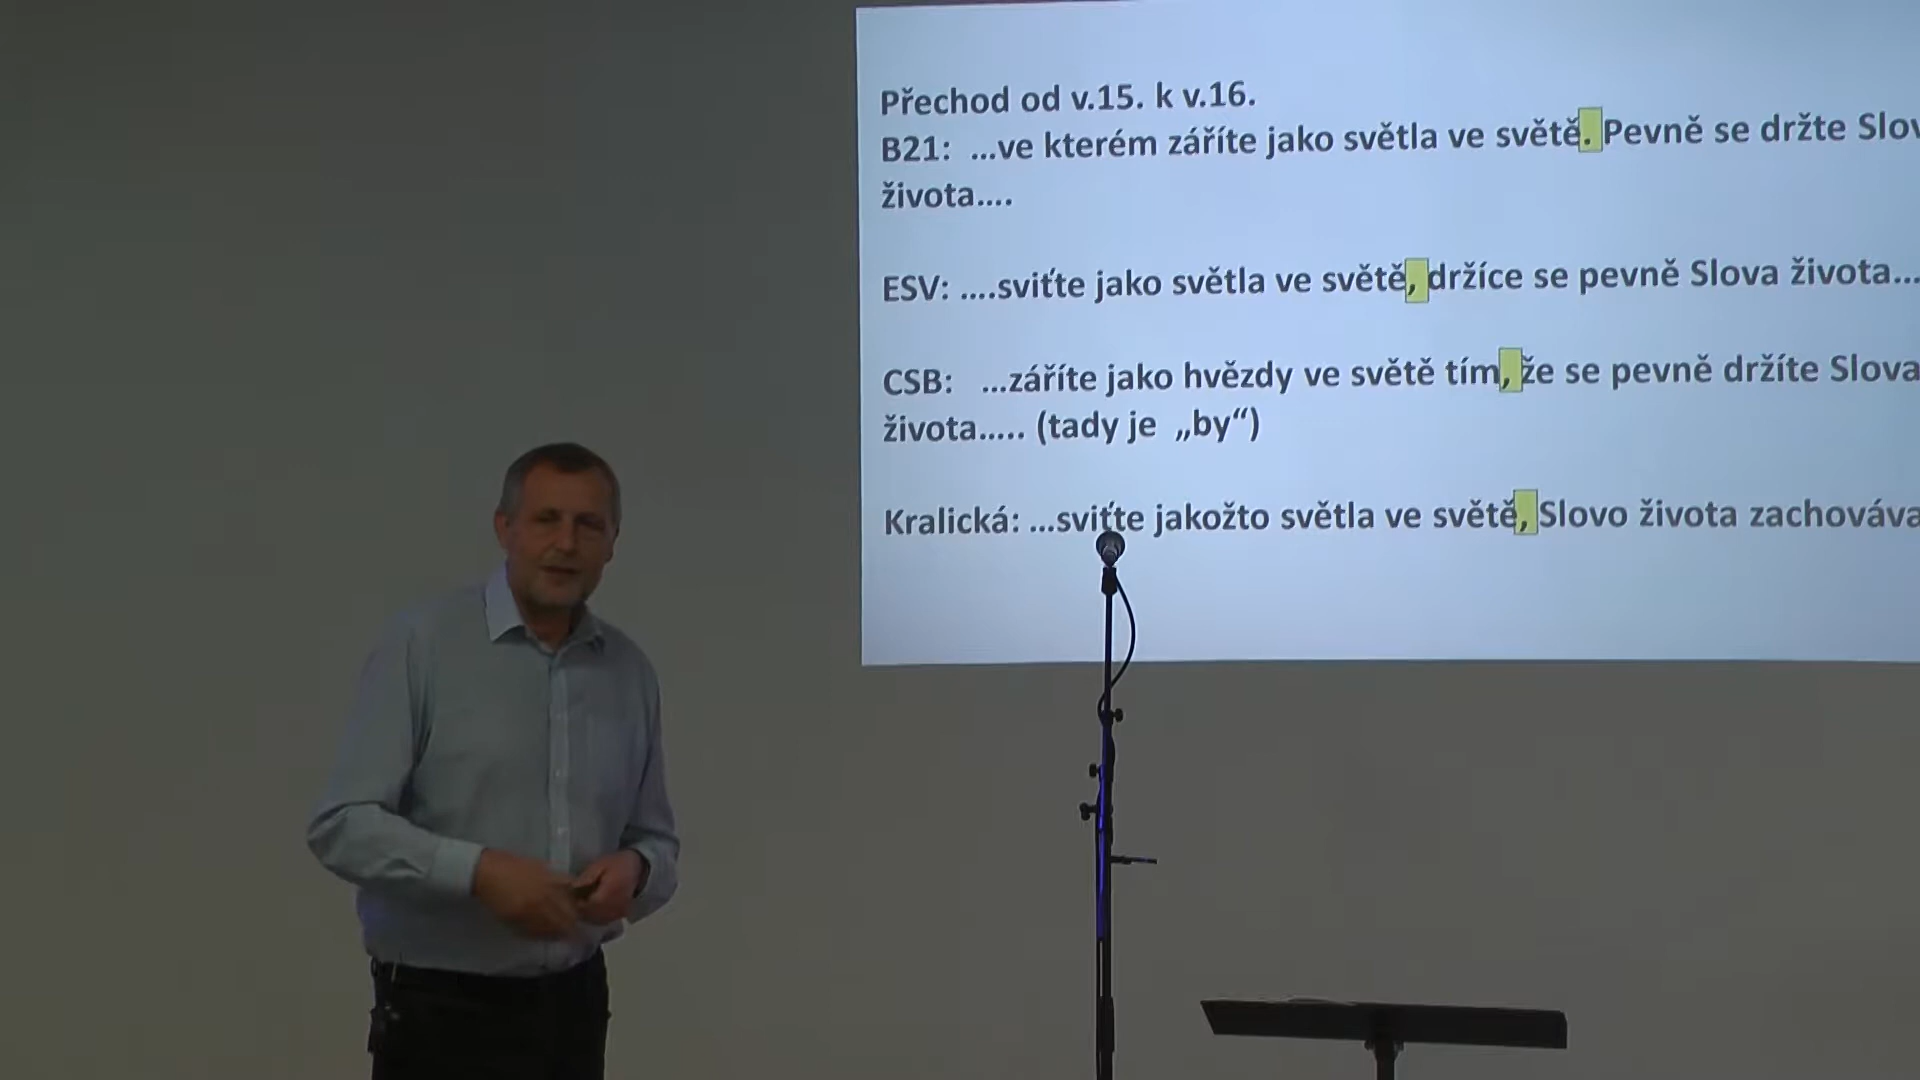 Přechod od v.15. k v.16.
B21: ...ve kterém záříte jako světla ve světě. Pevně se držte
života....
ESV: ....sviťte jako světla ve světě, držíce se pevně Slova života...
CSB: ...záříte jako hvězdy ve světě tím, že se pevně držíte Slova
života..... (tady je „by“)
Kralická: ...sviťte jakožto světla ve světě, Slovo života